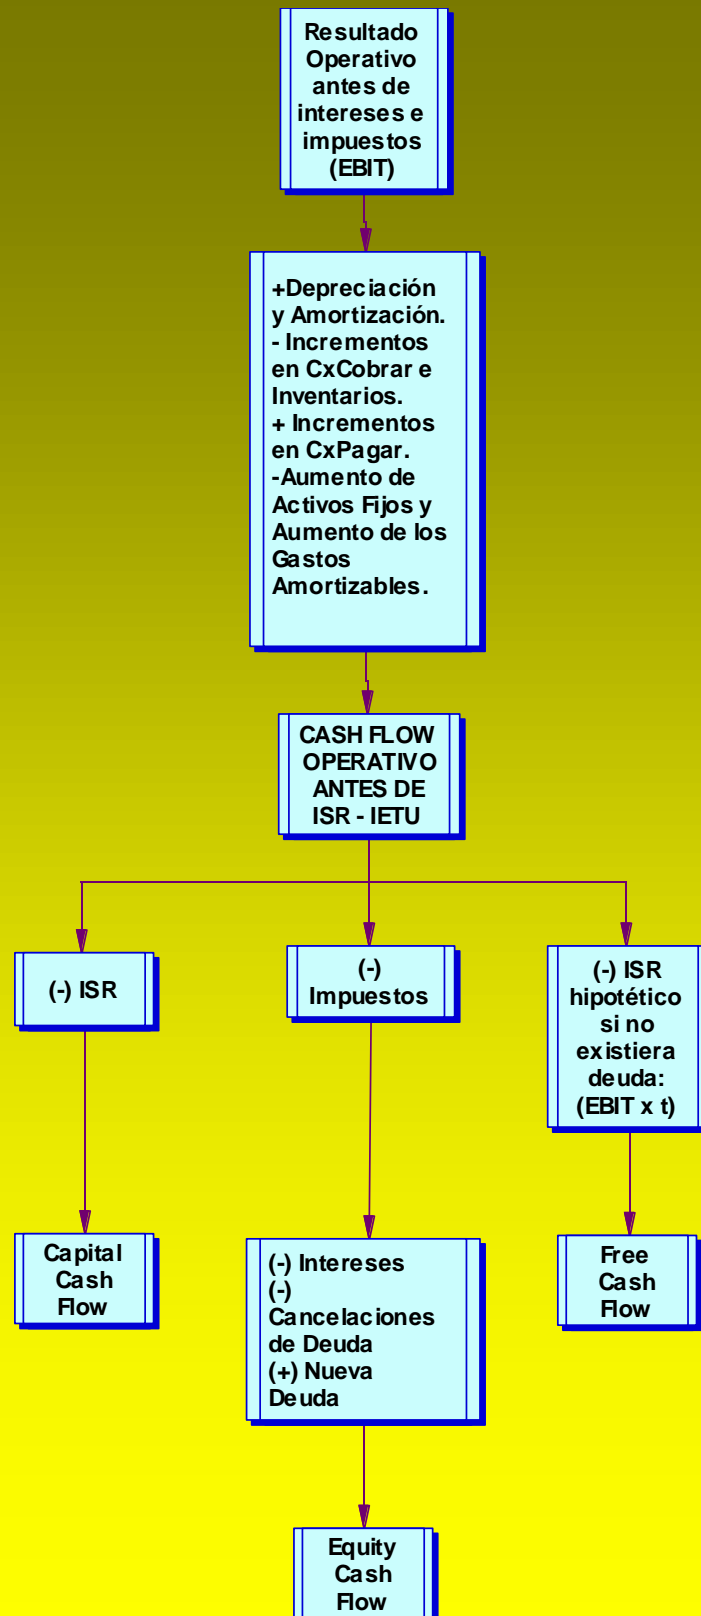 Resultado
Operativo
antes de
intereses e
impuestos
(EBIT)
+Depreciación
y Amortización.
- Incrementos
en CxCobrar e
Inventarios.
+ Incrementos
en CxPagar.
-Aumento de
Activos Fijos y
Aumento de los
Gastos
Amortizables.
CASH FLOW
OPERATIVO
ANTES DE
ISR - IETU
(-) ISR
(-)
Impuestos
(-) ISR
hipotético
si no
existiera
deuda:
(EBIT x t)
Capital
Cash
Flow
(-) Intereses
(-)
Cancelaciones
de Deuda
(+) Nueva
Deuda
Free
Cash
Flow
Equity
Cash
Flow